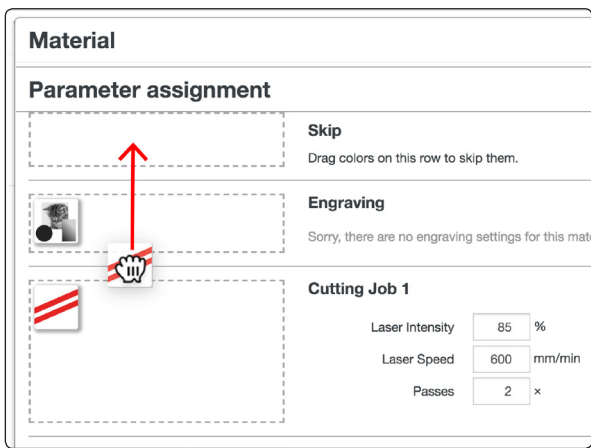 Material
Parameter assignment
Skip
Drag colors on this row to skip them.
Engraving
Sorry, there are no engraving settings for this
Cutting Job 1
Laser Intensity 85 %
Laser Speed 600 mm/min
Passes 2 ×